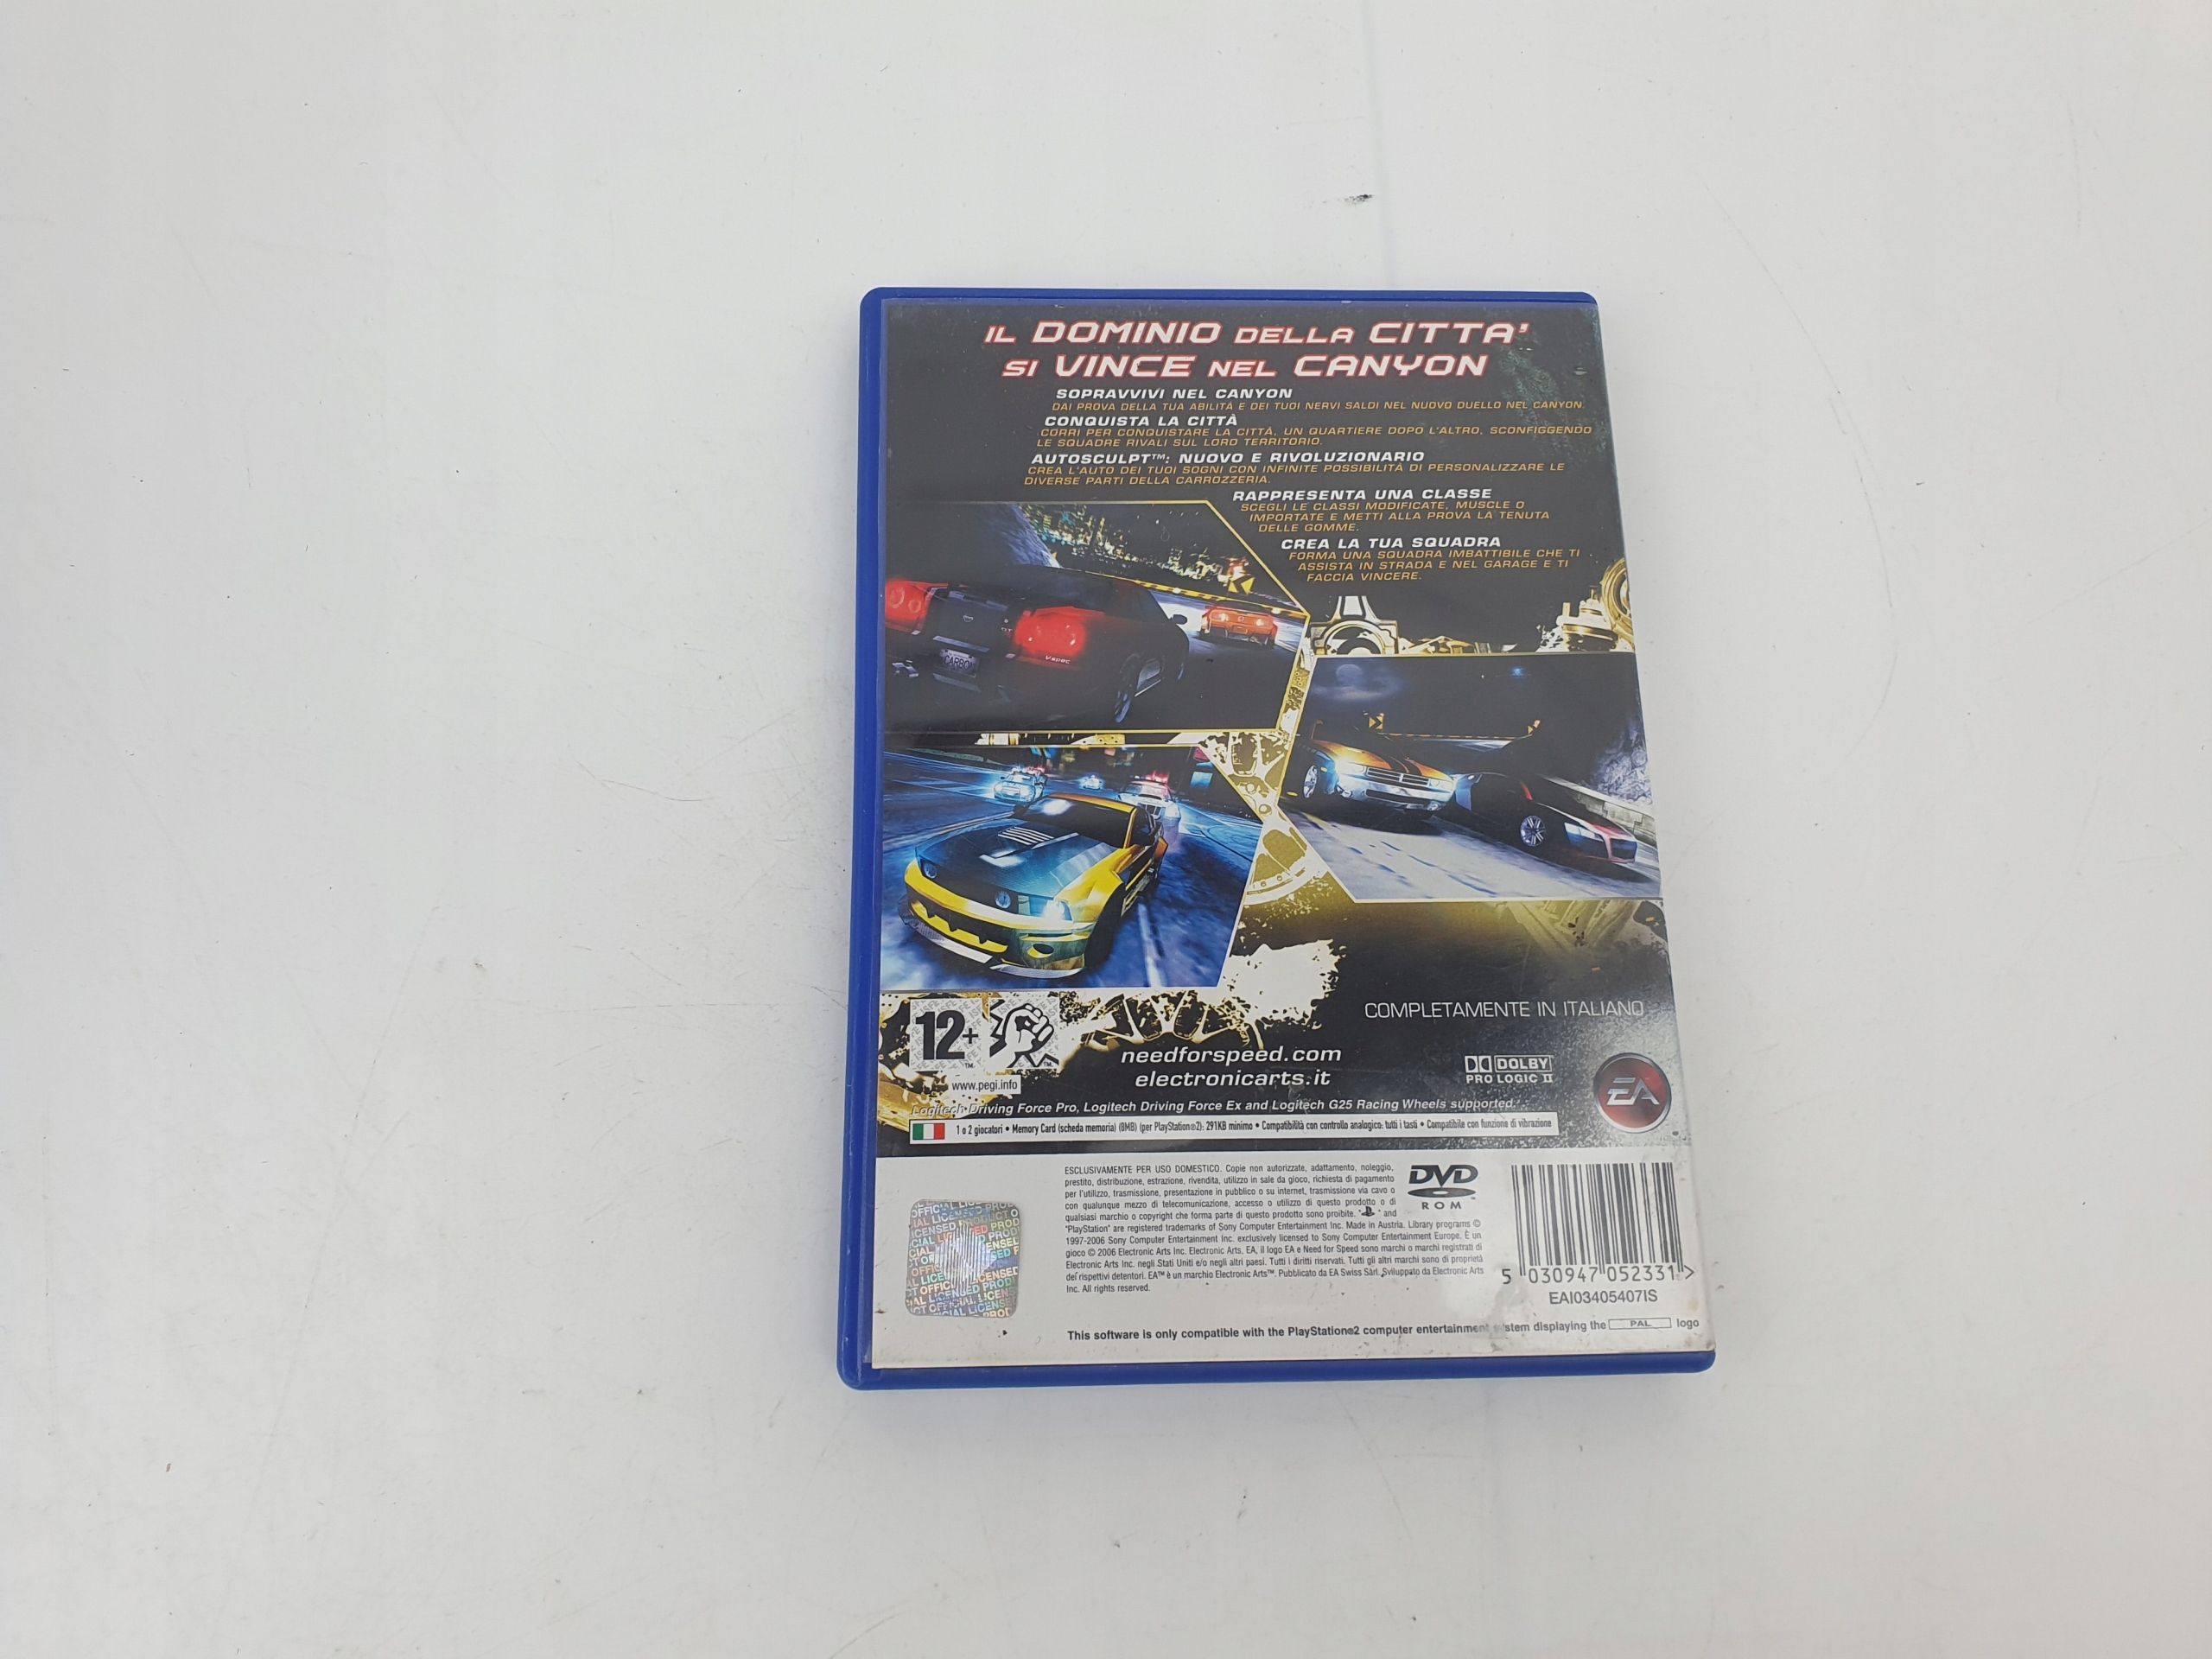 IL DOMINIO DELLA CITTA'
SI VINCE NEL CANYON
SOPRAVVIVI NEL CANYON
DAI PROVA DELLA TUA ABILITÀ E DEI TUOI NERVI SALDI NEL NUOVO DUELLO NEL CANYON.
CONQUISTA LA CITTÀ
CORRI PER CONQUISTARE LA CITTÀ, UN QUARTIERE DOPO L'ALTRO, SCONFIGGENDO
LE SQUADRE RIVALI SUL LORO TERRITORIO.
AUTOSCULPT™: NUOVO E RIVOLUZIONARIO
CREA L'AUTO DEI TUOI SOGNI CON INFINITE POSSIBILITÀ DI PERSONALIZZARE LE
DIVERSE PARTI DELLA CARROZZERIA.
RAPPRESENTA UNA CLASSE
SCEGLI LE CLASSI MODIFICATE, MUSCLE O
IMPORTATE E METTI ALLA PROVA LA TENUTA
DELLE GOMME.
CREA LA TUA SQUADRA
FORMA UNA SQUADRA IMBATTIBILE CHE TI
ASSISTA IN STRADA E NEL GARAGE E TI
FACCIA VINCERE.
COMPLETAMENTE IN ITALIANO
12+
www.pegi.info
needforspeed.com
electronicarts.it
DOLBY
PRO LOGIC II
EA
Logitech Driving Force Pro, Logitech Driving Force Ex and Logitech G25 Racing Wheels supported.
1 o 2 giocatori • Memory Card (scheda memoria) (8MB) (per PlayStation®2): 291KB minimo • Compatibilità con controllo analogico: tutti i tasti • Compatibile con funzione di vibrazione
ESCLUSIVAMENTE PER USO DOMESTICO. Copie non autorizzate, adattamento, noleggio,
prestito, distribuzione, estrazione, rivendita, utilizzo in sale da gioco, richiesta di pagamento
per l'utilizzo, trasmissione, presentazione in pubblico o su internet, trasmissione via cavo o
con qualunque mezzo di telecomunicazione, accesso o utilizzo di questo prodotto o di
qualsiasi marchio o copyright che forma parte di questo prodotto sono proibite. " " and
"PlayStation" are registered trademarks of Sony Computer Entertainment Inc. Made in Austria. Library programs ©
1997-2006 Sony Computer Entertainment Inc. exclusively licensed to Sony Computer Entertainment Europe. È un
gioco © 2006 Electronic Arts Inc. Electronic Arts, EA, il logo EA e Need for Speed sono marchi o marchi registrati di
Electronic Arts Inc. negli Stati Uniti e/o negli altri paesi. Tutti i diritti riservati. Tutti gli altri marchi sono di proprietà
dei rispettivi detentori. EA™ è un marchio Electronic Arts™. Pubblicato da EA Swiss Sàrl. Sviluppato da Electronic Arts
Inc. All rights reserved.
DVD
ROM
5 030947 052331 >
EAI03405407IS
This software is only compatible with the PlayStation®2 computer entertainment stem displaying the PAL logo